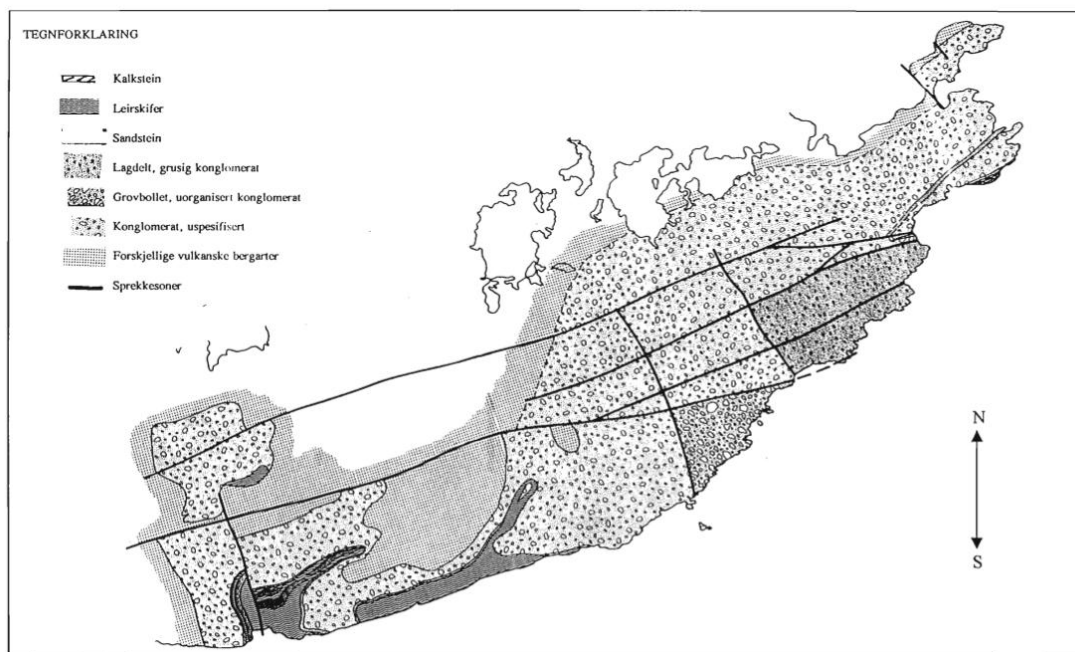 TEGNFORKLARING
Kalkstein
Leirskifer
Sandstein
Lagdelt, grusig konglomerat
Grovbollet, uorganisert konglomerat
Konglomerat, uspesifisert
Forskjellige vulkanske bergarter
Sprekkesoner
N
S